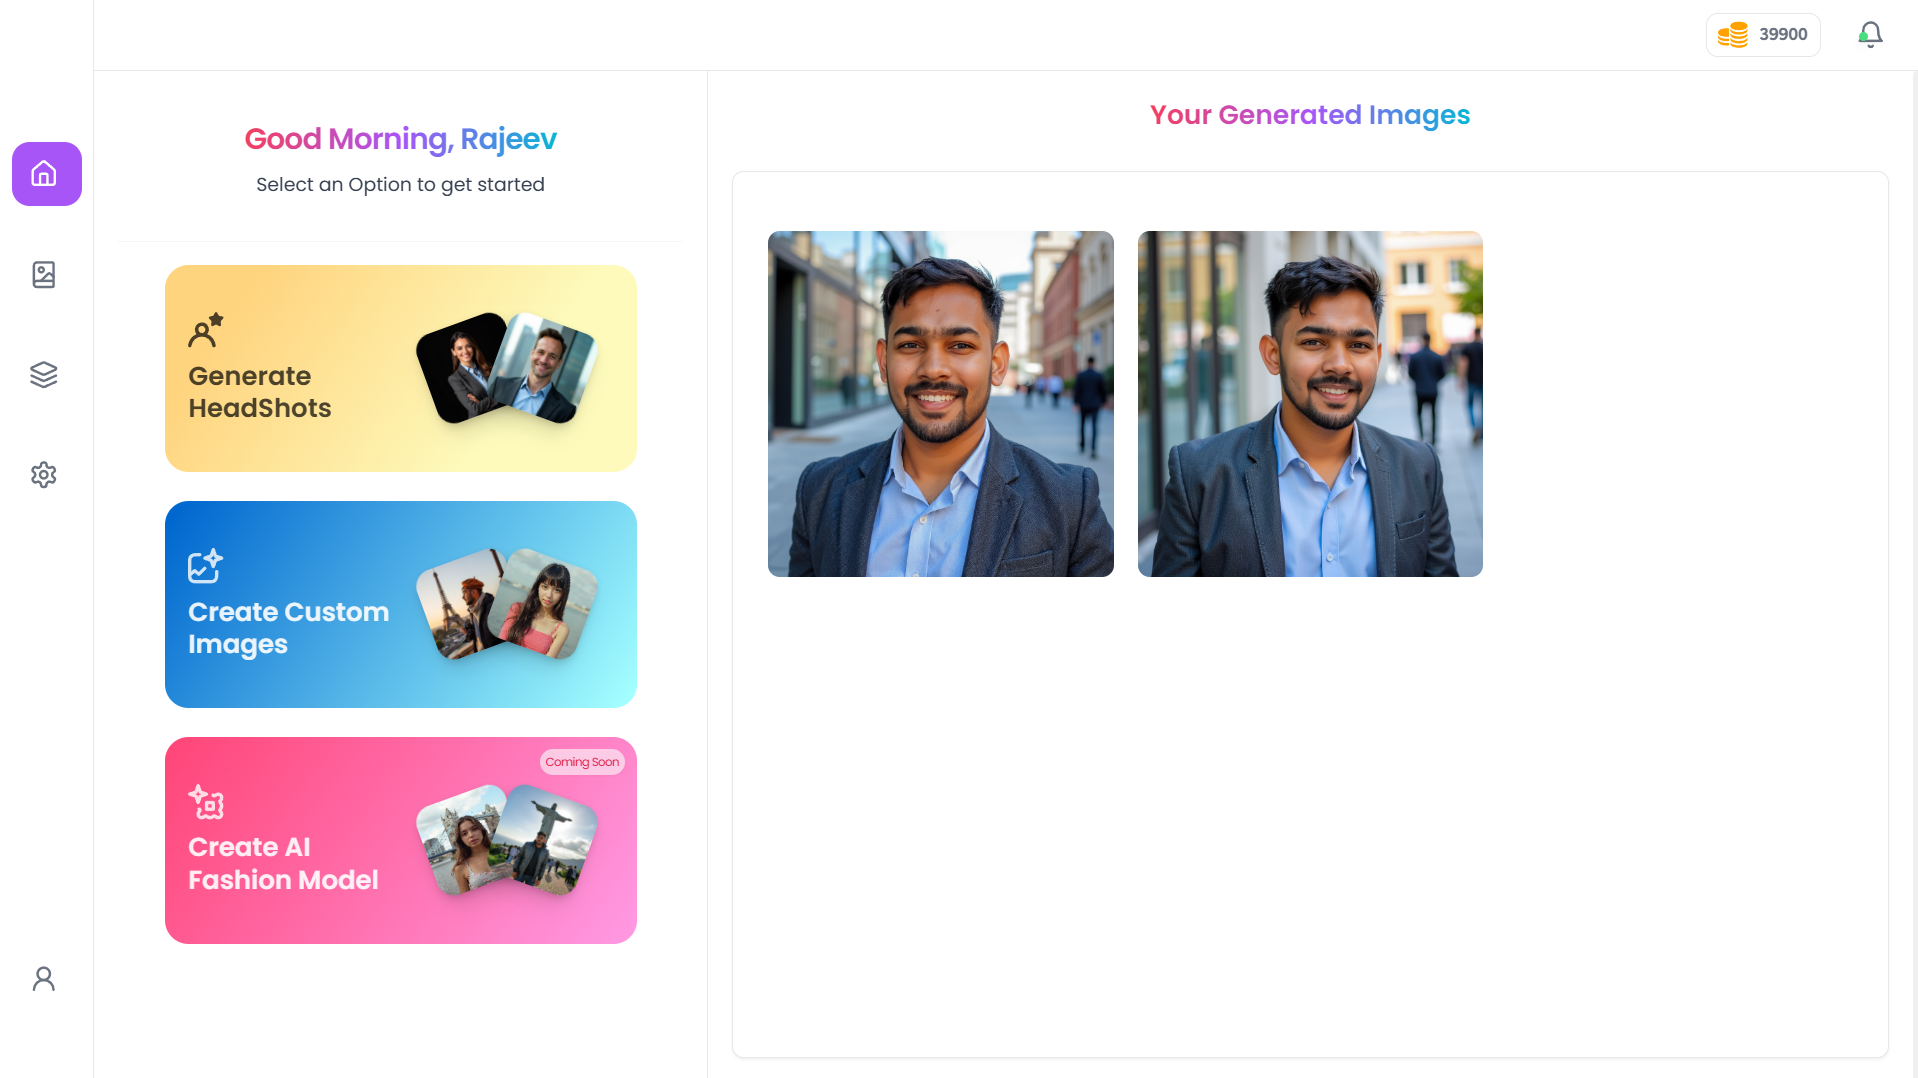 39900
Good Morning, Rajeev
Select an Option to get started
Generate
HeadShots
Create Custom
Images
Coming Soon
Create AI
Fashion Model
Your Generated Images